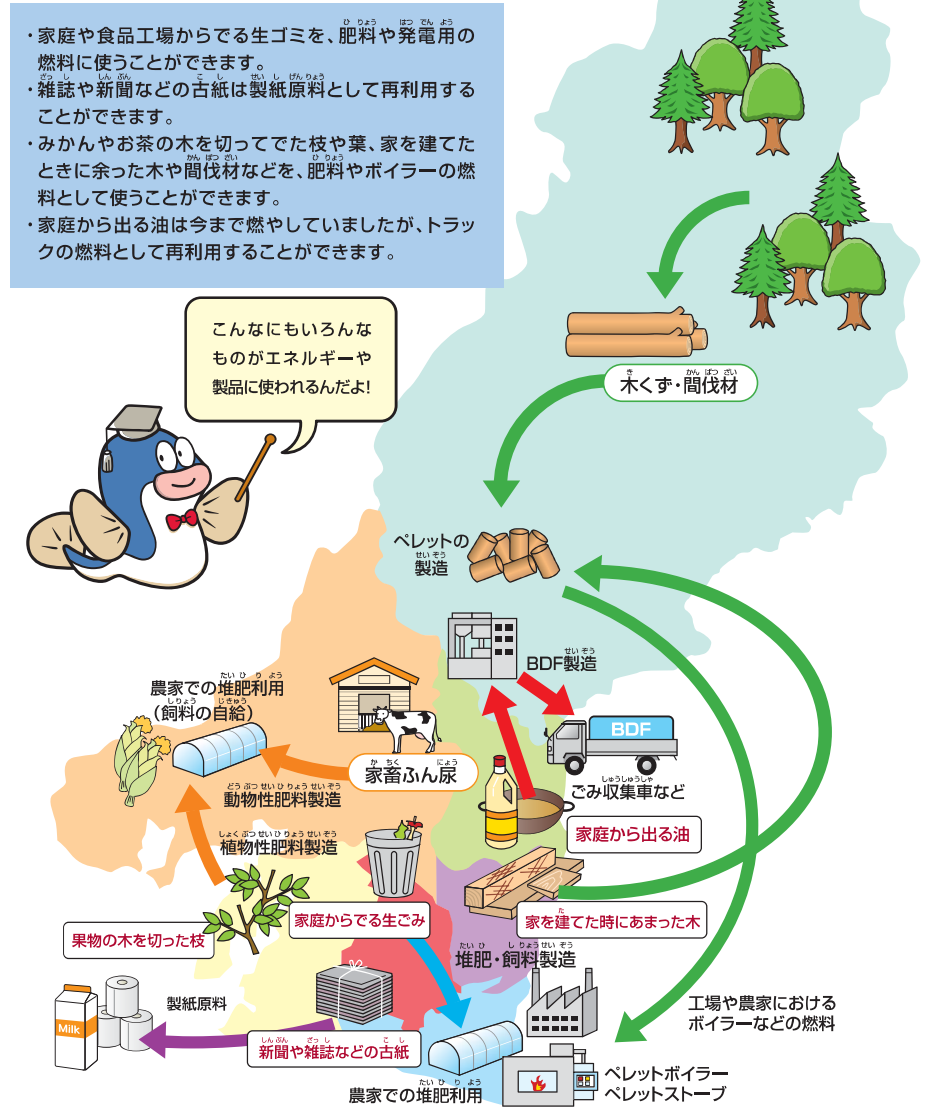 ・家庭や食品工場からでる生ゴミを、肥料や発電用の
燃料に使うことができます。
・雑誌や新聞などの古紙は製紙原料として再利用する
ことができます。
・みかんやお茶の木を切ってでた枝や葉、家を建てた
ときに余った木や間伐材などを、肥料やボイラーの燃
料として使うことができます。
・家庭から出る油は今まで燃やしていましたが、トラッ
クの燃料として再利用することができます。
こんなにもいろんな
ものがエネルギーや
製品に使われるんだよ!
木くず・間伐材
ペレットの
製造
BDF製造
BDF
ごみ収集車など
農家での堆肥利用
(飼料の自給)
家畜ふん尿
動物性肥料製造
植物性肥料製造
家庭から出る油
家庭からでる生ごみ
家を建てた時にあまった木
果物の木を切った枝
堆肥・飼料製造
製紙原料
Milk
新聞や雑誌などの古紙
工場や農家における
ボイラーなどの燃料
農家での堆肥利用
ペレットボイラー
ペレットストーブ